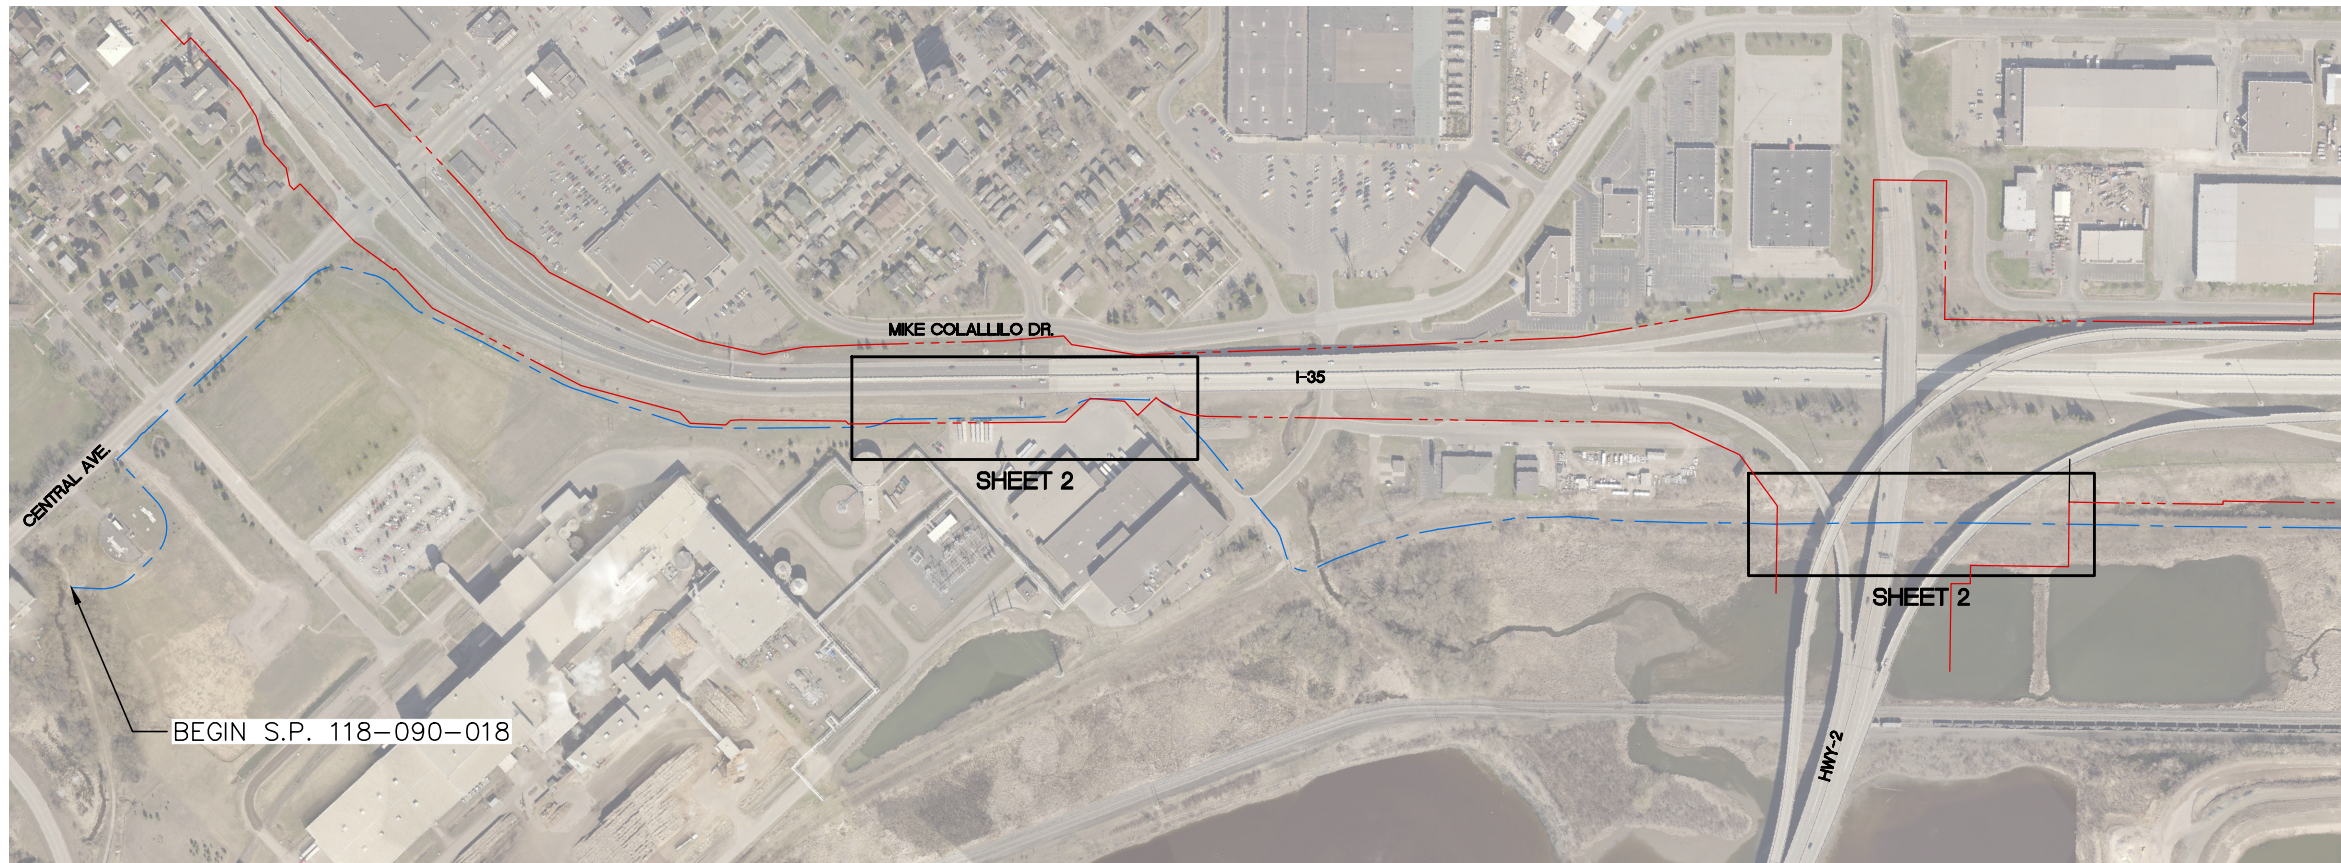 MIKE COLALLILO DR.
I-35
CENTRAL AVE.
SHEET 2
SHEET 2
BEGIN S.P. 118-090-018
HWY-2